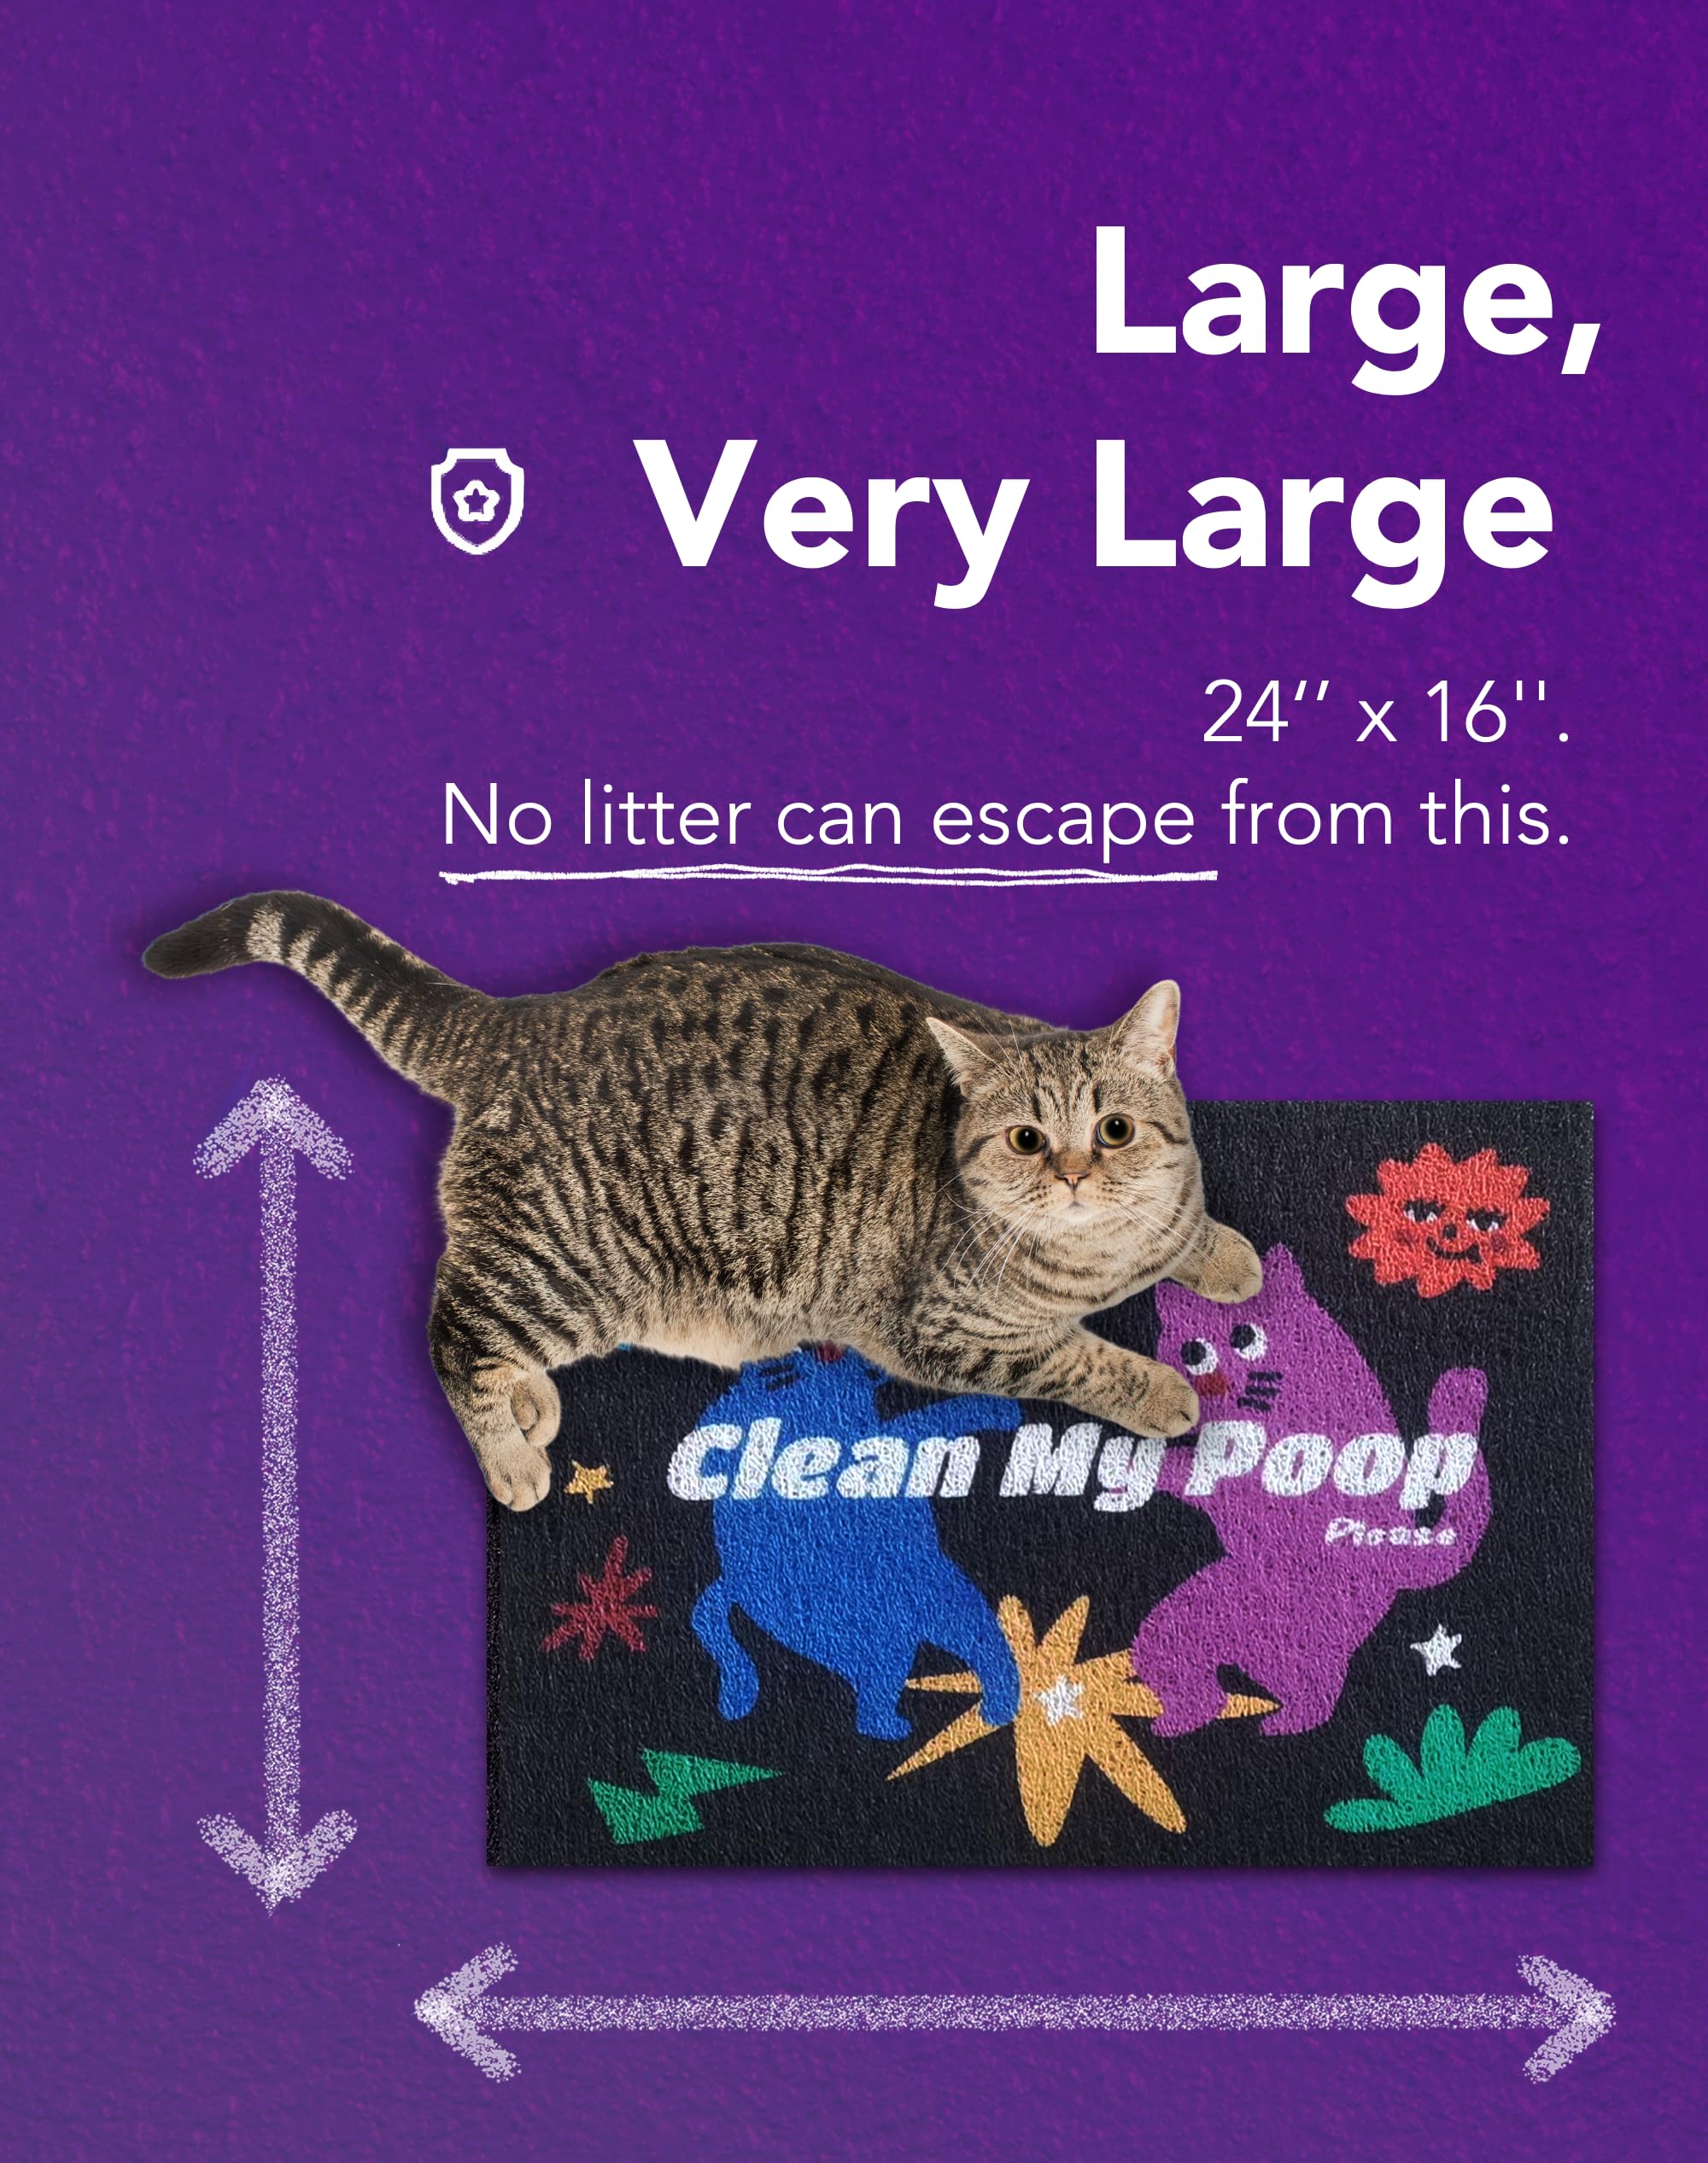 Large,
Very Large
24‘’ x 16''.
No litter can escape from this.
Clean My Poop
Please